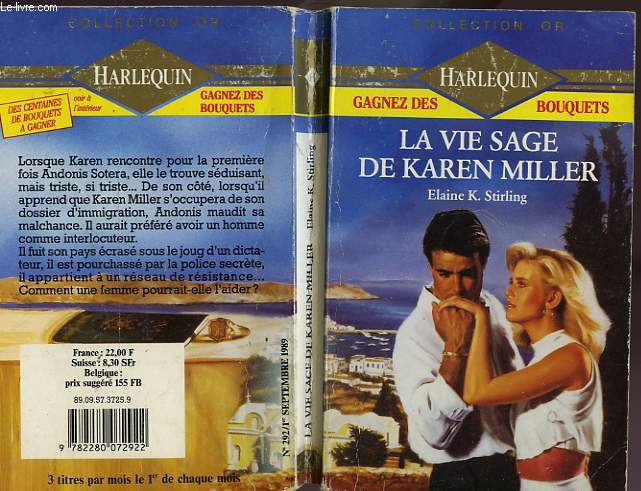 Le-livre.com
COLLECTION OR
HARLEQUIN
DES CENTAINES
DE BOUQUETS
A GAGNER
voir à
l'intérieur
GAGNEZ DES
BOUQUETS
Lorsque Karen rencontre pour la première
fois Andonis Sotera, elle le trouve séduisant,
mais triste, si triste... De son côté, lorsqu'il
apprend que Karen Miller s'occupera de son
dossier d'immigration, Andonis maudit sa
malchance. Il aurait préféré avoir un homme
comme interlocuteur.
Il fuit son pays écrasé sous le joug d'un dicta-
teur, il est pourchassé par la police secrète,
il appartient à un réseau de résistance...
Comment une femme pourrait-elle l'aider ?
France : 22,00 F
Suisse : 8,30 SFr
Belgique :
prix suggéré 155 FB
89.09.57.3725.9
9 782280 072922
3 titres par mois le 1er de chaque mois
N° 292/1er SEPTEMBRE 1989
LA VIE SAGE DE KAREN MILLER
Elaine K. Stirling
COLLECTION OR
HARLEQUIN
GAGNEZ DES BOUQUETS
LA VIE SAGE
DE KAREN MILLER
Elaine K. Stirling